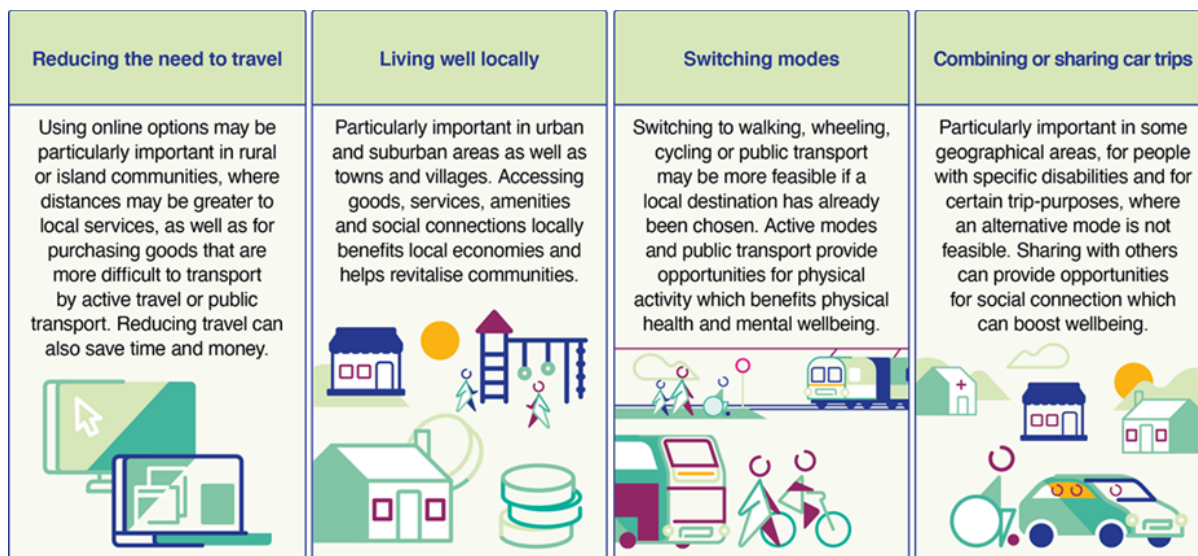 Reducing the need to travel
Using online options may be
particularly important in rural
or island communities, where
distances may be greater to
local services, as well as for
purchasing goods that are
more difficult to transport
by active travel or public
transport. Reducing travel can
also save time and money.
Living well locally
Particularly important in urban
and suburban areas as well as
towns and villages. Accessing
goods, services, amenities
and social connections locally
benefits local economies and
helps revitalise communities.
Switching modes
Switching to walking, wheeling,
cycling or public transport
may be more feasible if a
local destination has already
been chosen. Active modes
and public transport provide
opportunities for physical
activity which benefits physical
health and mental wellbeing.
Combining or sharing car trips
Particularly important in some
geographical areas, for people
with specific disabilities and for
certain trip-purposes, where
an alternative mode is not
feasible. Sharing with others
can provide opportunities
for social connection which
can boost wellbeing.